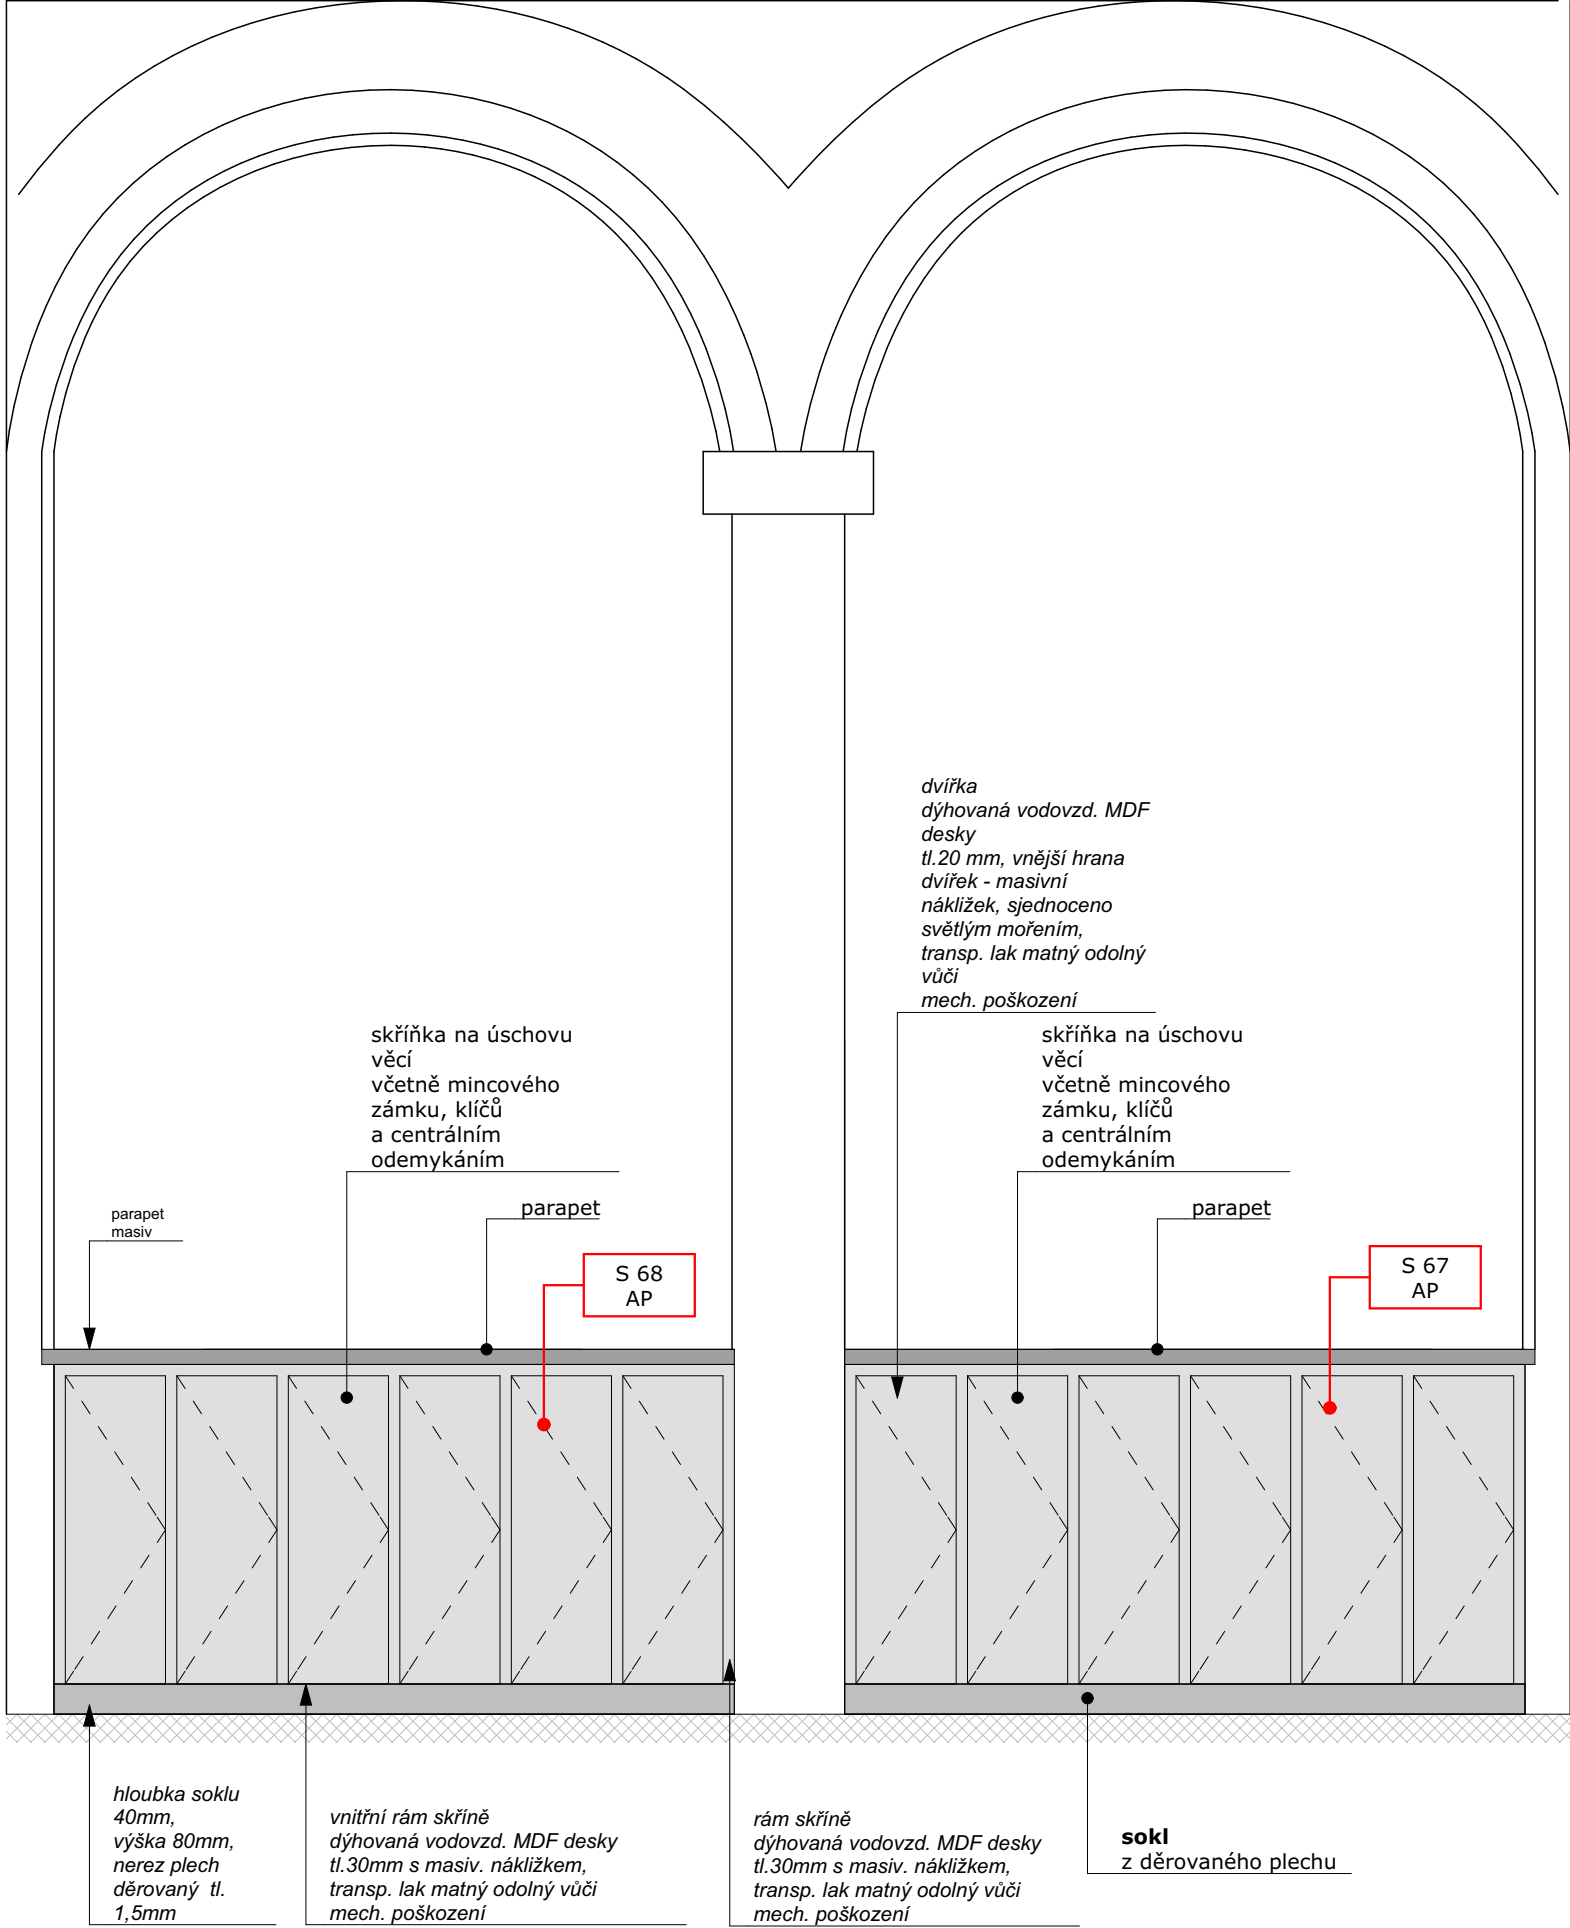 dvířka
dýhovaná vodovzd. MDF
desky
tl.20 mm, vnější hrana
dvířek - masivní
nákližek, sjednoceno
světlým mořením,
transp. lak matný odolný
vůči
mech. poškození
skříňka na úschovu
věcí
včetně mincového
zámku, klíčů
a centrálním
odemykáním
skříňka na úschovu
věcí
včetně mincového
zámku, klíčů
a centrálním
odemykáním
parapet
masiv
parapet
parapet
S 68
AP
S 67
AP
hloubka soklu
40mm,
výška 80mm,
nerez plech
děrovaný tl.
1,5mm
vnitřní rám skříně
dýhovaná vodovzd. MDF desky
tl.30mm s masiv. nákližkem,
transp. lak matný odolný vůči
mech. poškození
rám skříně
dýhovaná vodovzd. MDF desky
tl.30mm s masiv. nákližkem,
transp. lak matný odolný vůči
mech. poškození
sokl
z děrovaného plechu